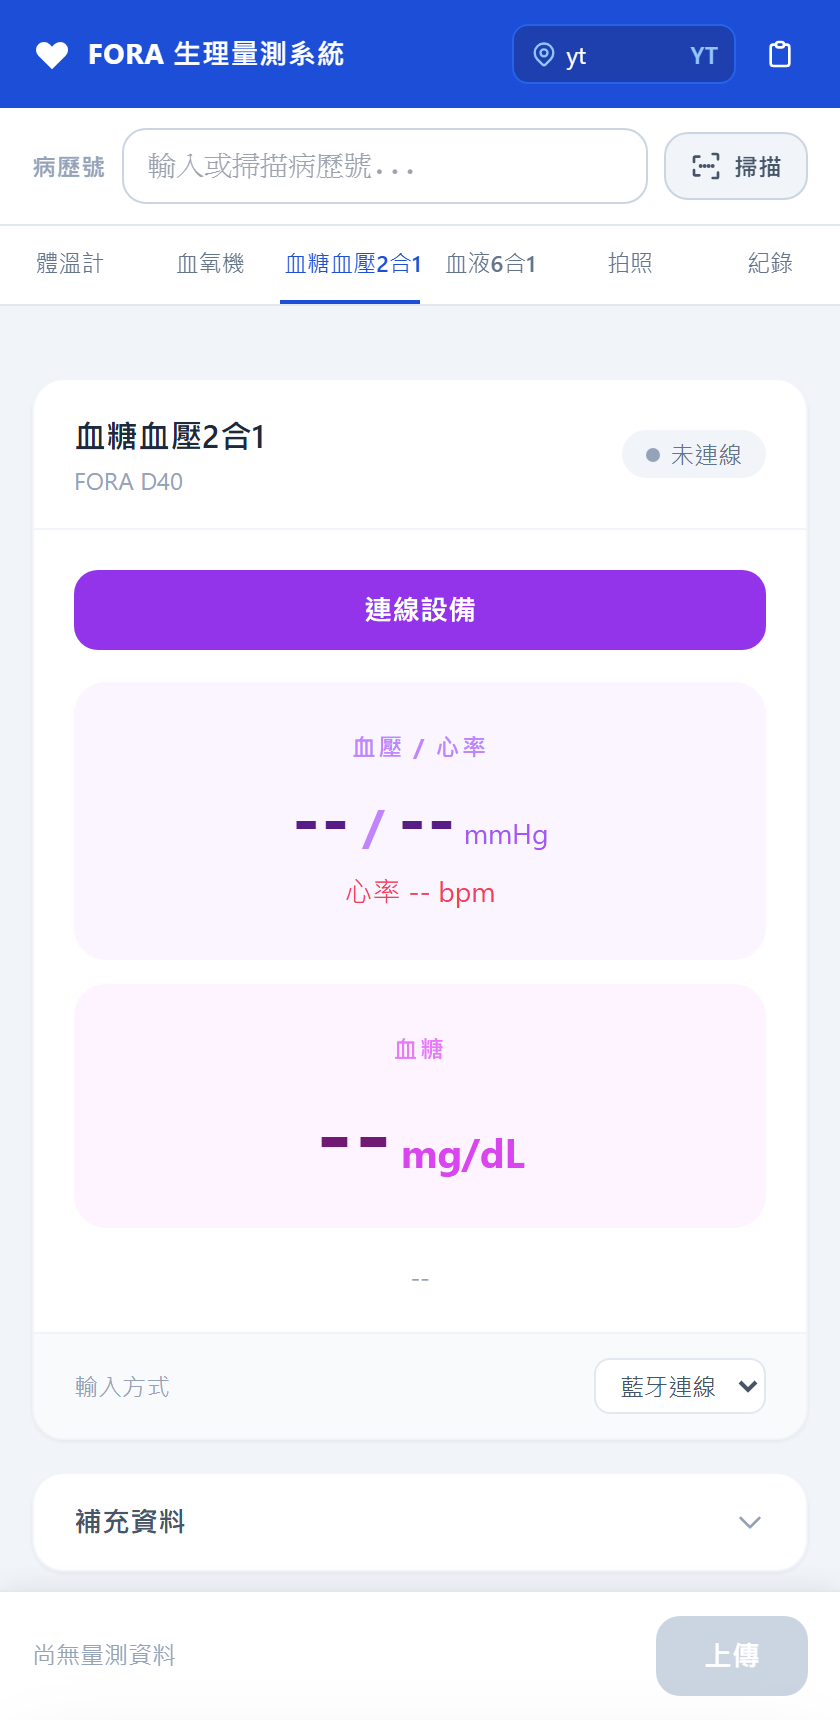 FORA 生理量測系統
yt YT
病歷號 輸入或掃描病歷號... 掃描
體溫計 血氧機 血糖血壓2合1 血液6合1 拍照 紀錄
血糖血壓2合1
FORA D40
未連線
連線設備
血壓 / 心率
-- / -- mmHg
心率 -- bpm
血糖
-- mg/dL
--
輸入方式 藍牙連線
補充資料
尚無量測資料 上傳